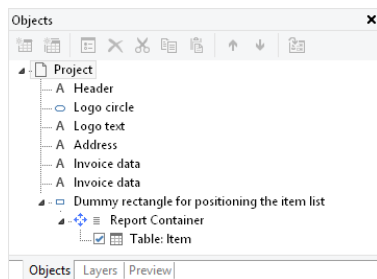 Objects
Project
A Header
Logo circle
A Logo text
A Address
A Invoice data
A Invoice data
Dummy rectangle for positioning the item list
Report Container
Table: Item
Objects Layers Preview